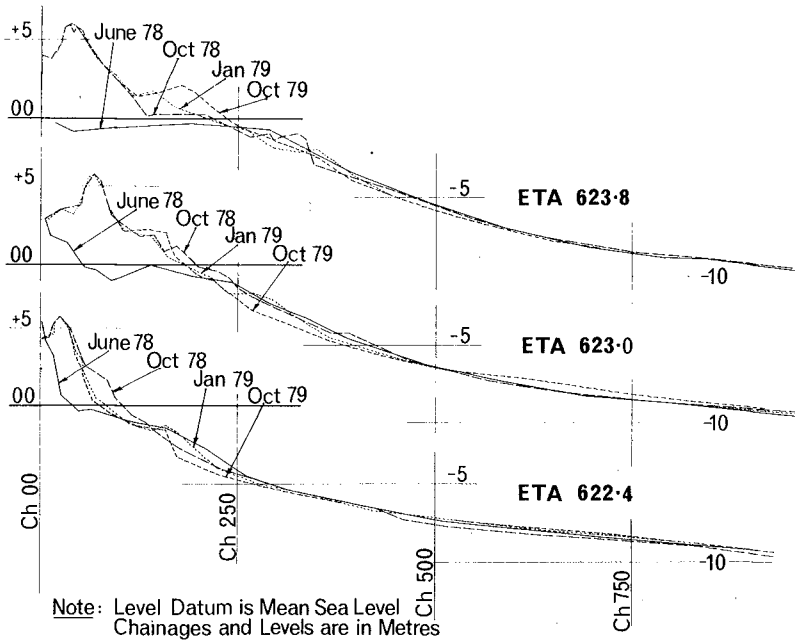 +5
June 78
Oct 78
Jan 79
Oct 79
00
-5
ETA 623·8
+5
June 78
Oct 78
Jan 79
Oct 79
00
-10
-5
ETA 623·0
+5
June 78
Oct 78
Jan 79
Oct 79
00
-10
-5
ETA 622·4
Ch 00
Ch 250
Ch 500
Ch 750
-10
Note: Level Datum is Mean Sea Level
Chainages and Levels are in Metres